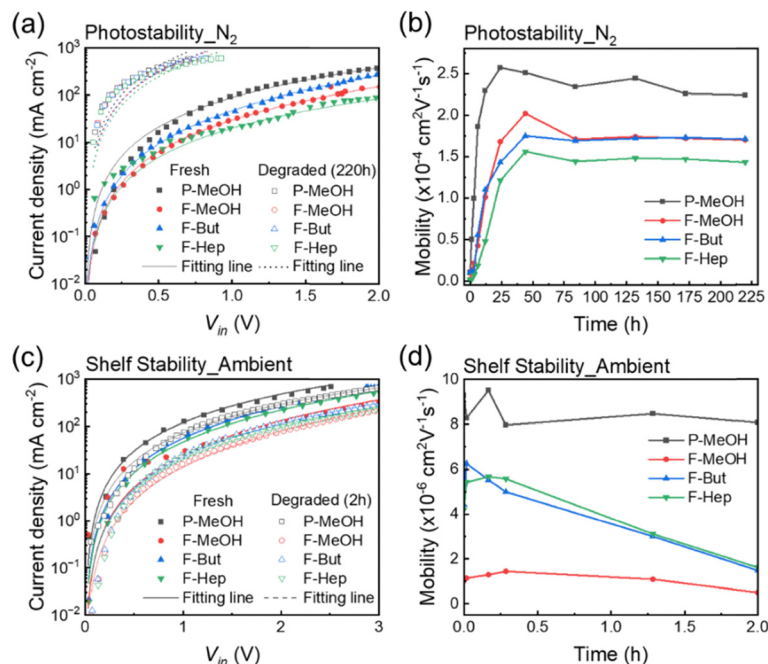 (a)
Photostability_N₂
Current density (mA cm⁻²)
10³
10²
10¹
10⁰
10⁻¹
10⁻²
Fresh Degraded (220h)
P-MeOH P-MeOH
F-MeOH F-MeOH
F-But F-But
F-Hep F-Hep
Fitting line Fitting line
0.0 0.5 1.0 1.5 2.0
V_in (V)
(b)
Photostability_N₂
Mobility (x10⁻⁴ cm²V⁻¹s⁻¹)
2.5
2.0
1.5
1.0
0.5
0.0
P-MeOH
F-MeOH
F-But
F-Hep
0 25 50 75 100 125 150 175 200 225
Time (h)
(c)
Shelf Stability_Ambient
Current density (mA cm⁻²)
10³
10²
10¹
10⁰
10⁻¹
10⁻²
Fresh Degraded (2h)
P-MeOH P-MeOH
F-MeOH F-MeOH
F-But F-But
F-Hep F-Hep
Fitting line Fitting line
0 1 2 3
V_in (V)
(d)
Shelf Stability_Ambient
Mobility (x10⁻⁶ cm²V⁻¹s⁻¹)
10
8
6
4
2
0
P-MeOH
F-MeOH
F-But
F-Hep
0.0 0.5 1.0 1.5 2.0
Time (h)